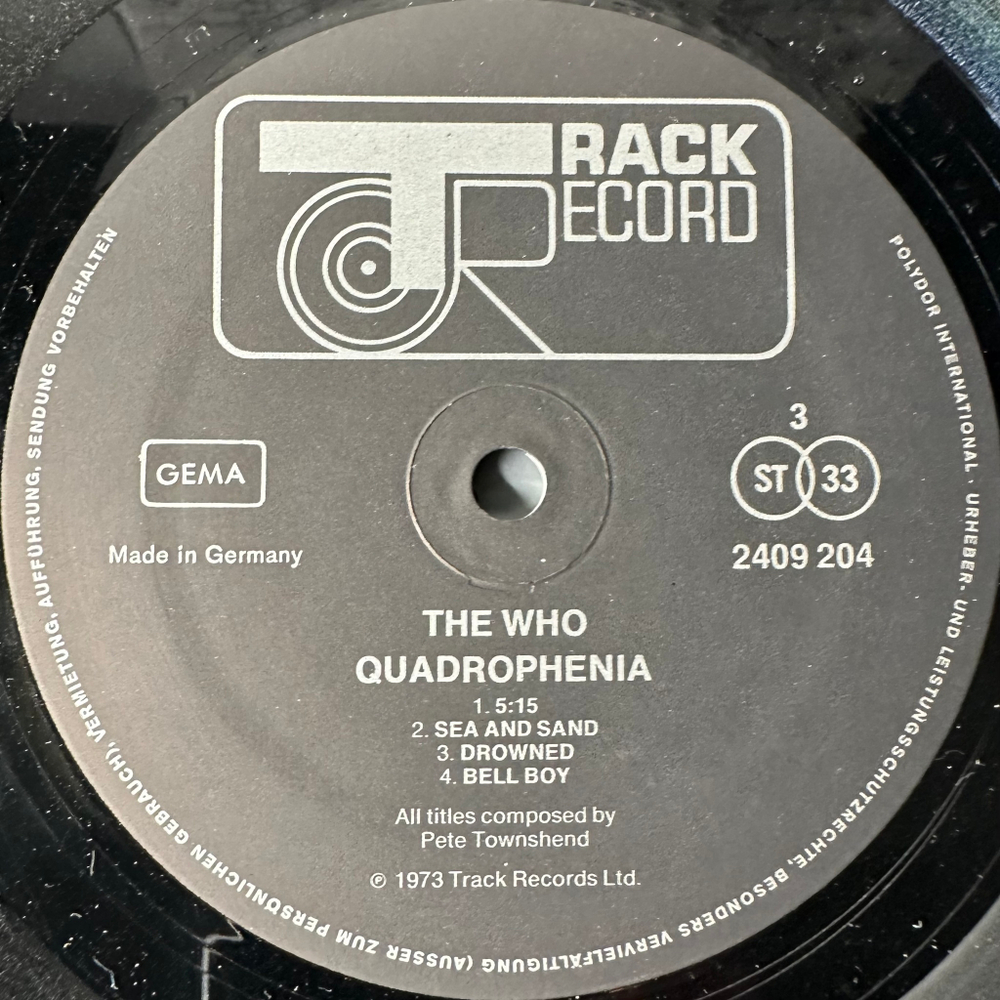 TRACK
RECORD
GEMA
Made in Germany
3
ST 33
2409 204
THE WHO
QUADROPHENIA
1. 5:15
2. SEA AND SAND
3. DROWNED
4. BELL BOY
All titles composed by
Pete Townshend
℗ 1973 Track Records Ltd.
POLYDOR INTERNATIONAL · URHEBER- UND LEISTUNGSSCHUTZRECHTE, BESONDERS VERVIELFÄLTIGUNG (AUSSER ZUM PERSÖNLICHEN GEBRAUCH), VERMIETUNG, AUFFÜHRUNG, SENDUNG VORBEHALTEN